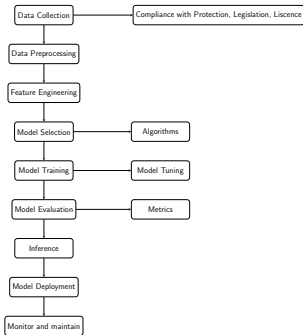 Data Collection
Compliance with Protection, Legislation, Liscence
Data Preprocessing
Feature Engineering
Model Selection
Algorithms
Model Training
Model Tuning
Model Evaluation
Metrics
Inference
Model Deployment
Monitor and maintain